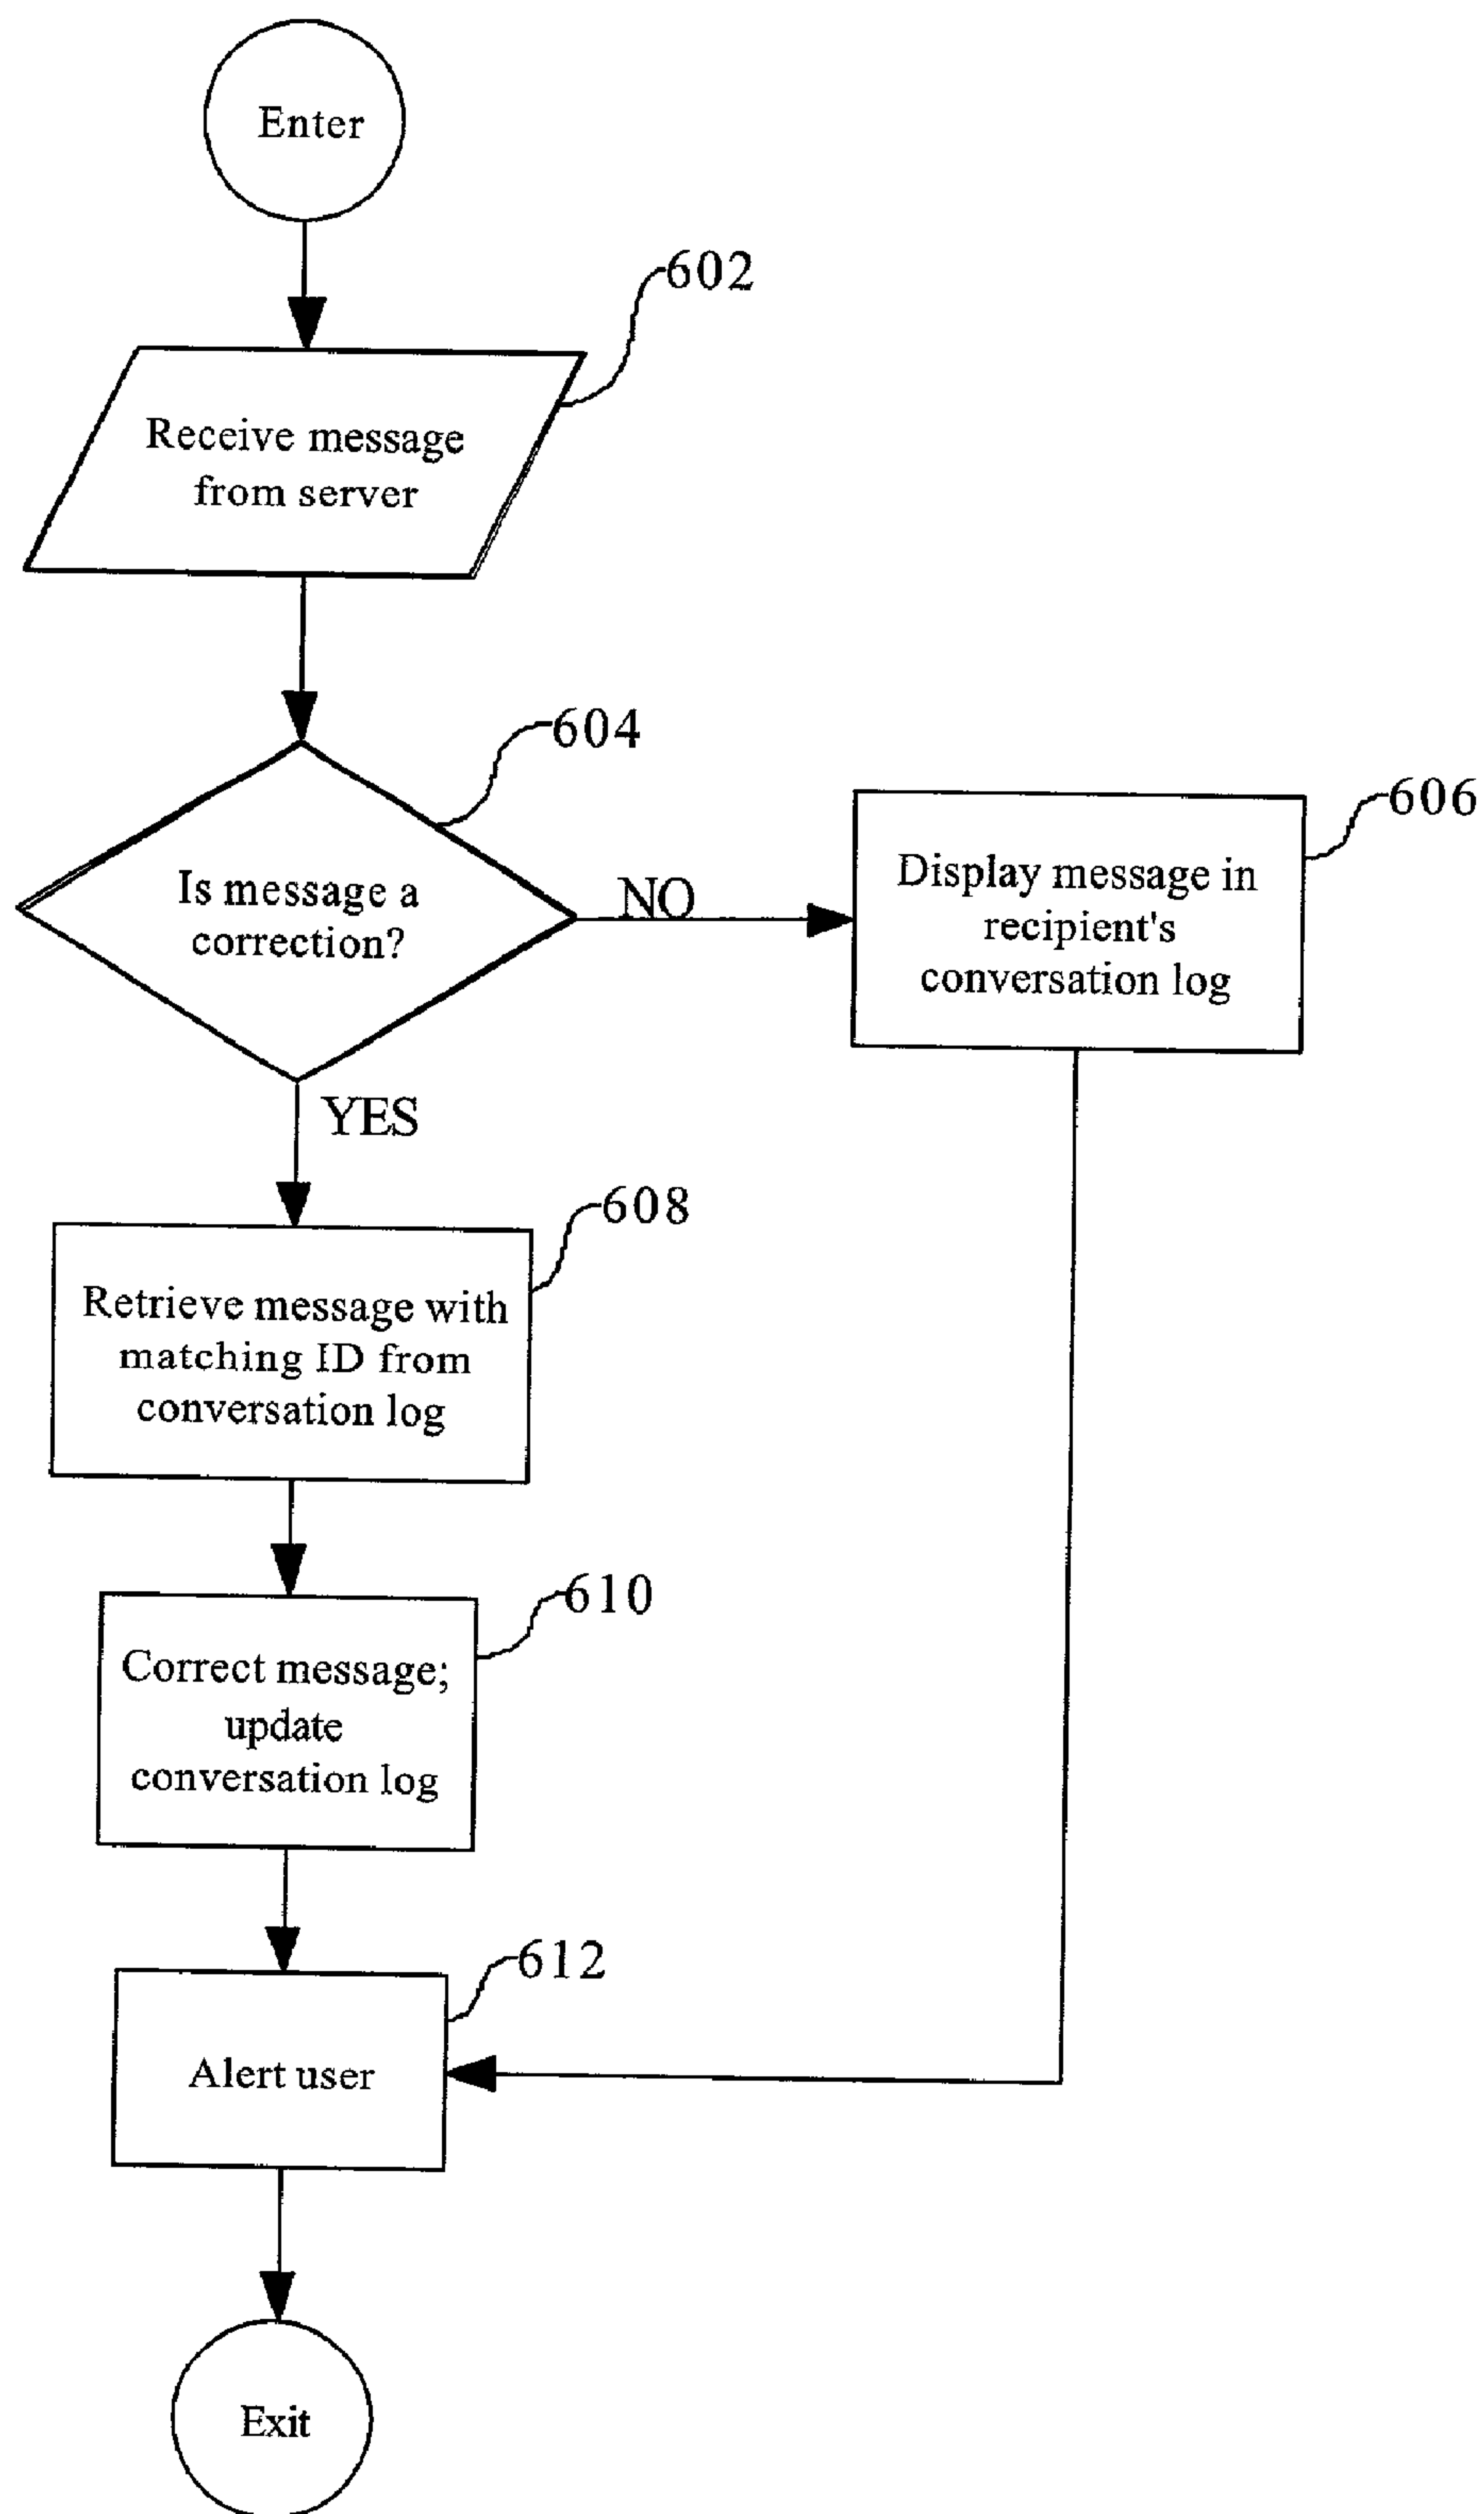 Enter
602
Receive message
from server
604
Is message a
correction?
NO
606
Display message in
recipient's
conversation log
YES
608
Retrieve message with
matching ID from
conversation log
610
Correct message;
update
conversation log
612
Alert user
Exit